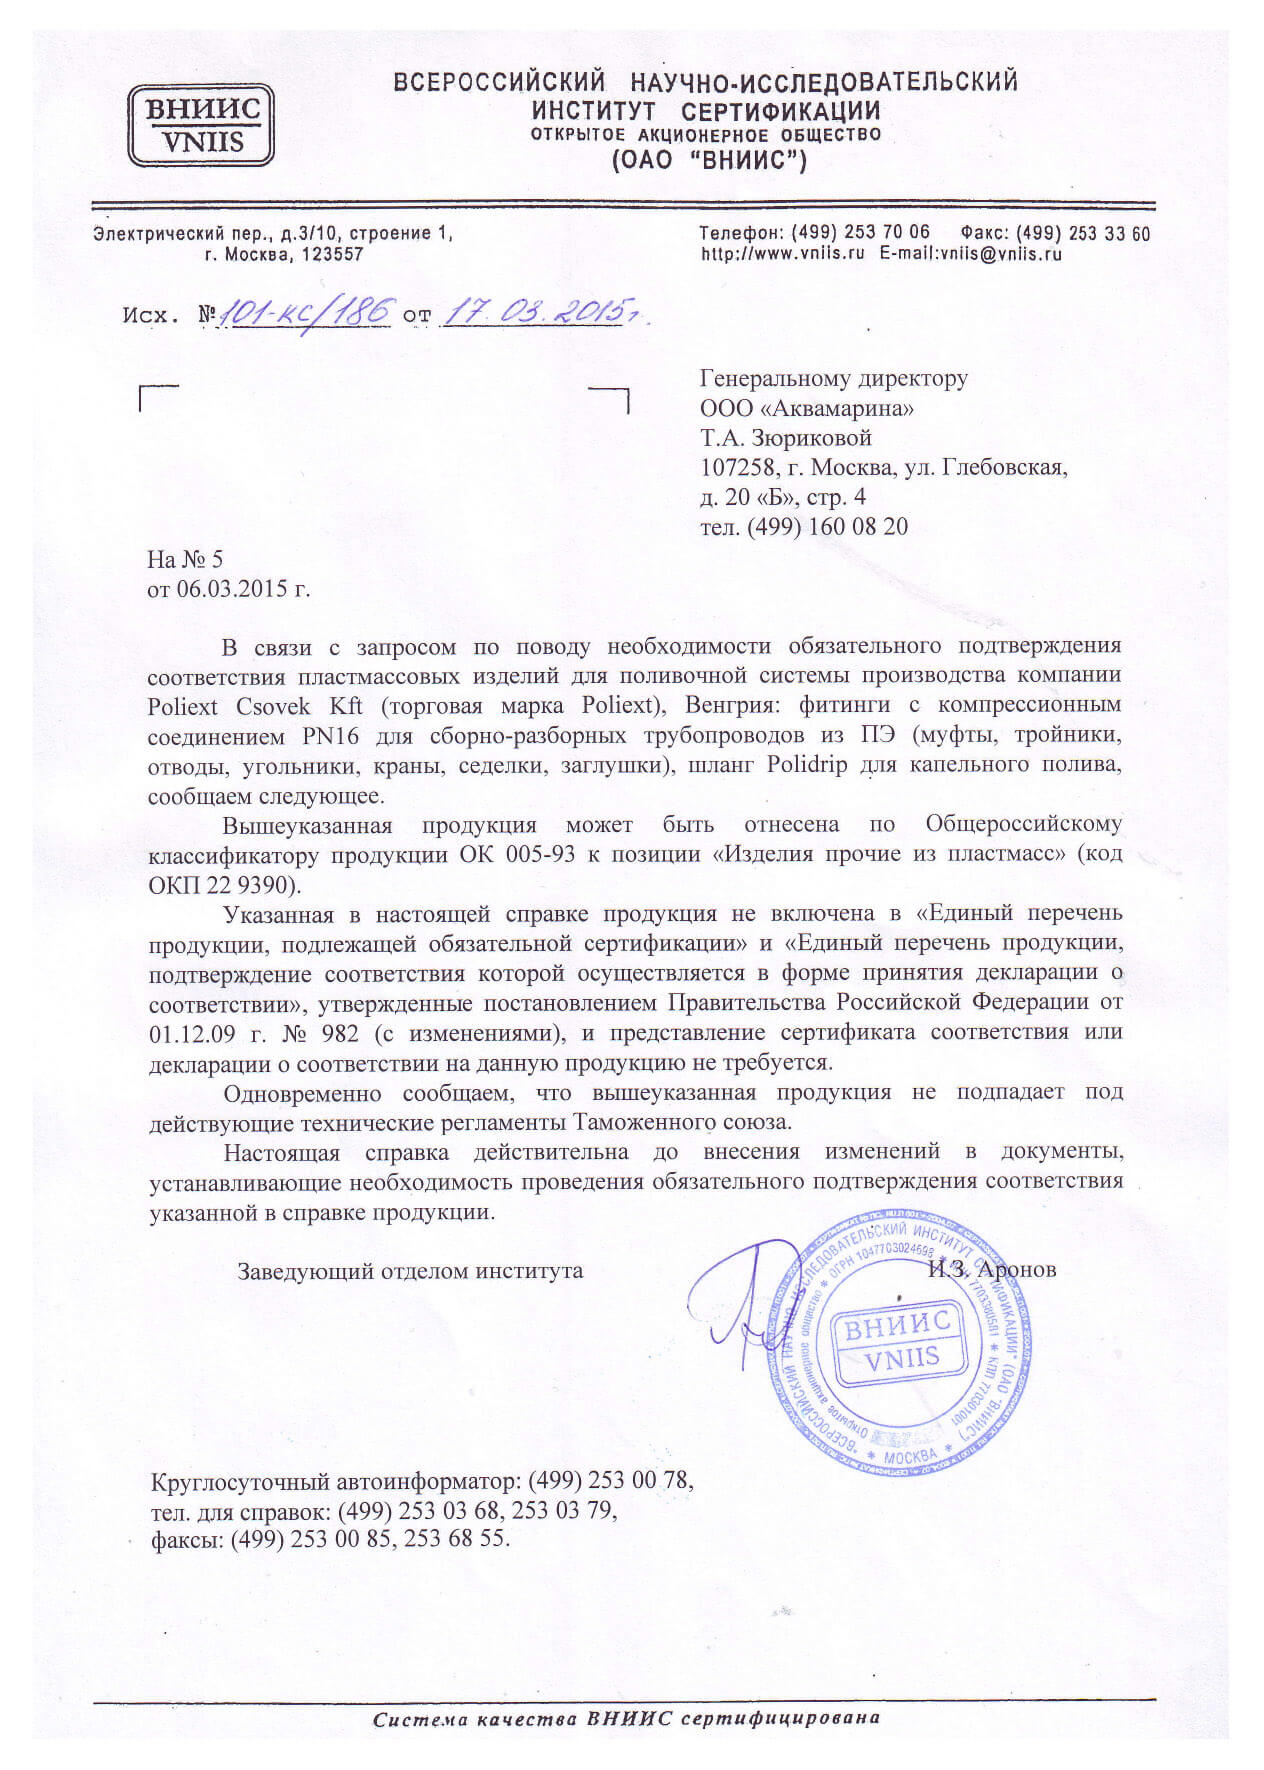 ВНИИС
VNIIS
ВСЕРОССИЙСКИЙ НАУЧНО-ИССЛЕДОВАТЕЛЬСКИЙ
ИНСТИТУТ СЕРТИФИКАЦИИ
ОТКРЫТОЕ АКЦИОНЕРНОЕ ОБЩЕСТВО
(ОАО “ВНИИС”)
Электрический пер., д.3/10, строение 1,
г. Москва, 123557
Телефон: (499) 253 70 06 Факс: (499) 253 33 60
http://www.vniis.ru E-mail:vniis@vniis.ru
Исх. № 101-КС/186 от 17.03.2015г.
Генеральному директору
ООО «Аквамарина»
Т.А. Зюриковой
107258, г. Москва, ул. Глебовская,
д. 20 «Б», стр. 4
тел. (499) 160 08 20
На № 5
от 06.03.2015 г.
В связи с запросом по поводу необходимости обязательного подтверждения
соответствия пластмассовых изделий для поливочной системы производства компании
Poliext Csovek Kft (торговая марка Poliext), Венгрия: фитинги с компрессионным
соединением PN16 для сборно-разборных трубопроводов из ПЭ (муфты, тройники,
отводы, угольники, краны, седелки, заглушки), шланг Polidrip для капельного полива,
сообщаем следующее.
Вышеуказанная продукция может быть отнесена по Общероссийскому
классификатору продукции ОК 005-93 к позиции «Изделия прочие из пластмасс» (код
ОКП 22 9390).
Указанная в настоящей справке продукция не включена в «Единый перечень
продукции, подлежащей обязательной сертификации» и «Единый перечень продукции,
подтверждение соответствия которой осуществляется в форме принятия декларации о
соответствии», утвержденные постановлением Правительства Российской Федерации от
01.12.09 г. № 982 (с изменениями), и представление сертификата соответствия или
декларации о соответствии на данную продукцию не требуется.
Одновременно сообщаем, что вышеуказанная продукция не подпадает под
действующие технические регламенты Таможенного союза.
Настоящая справка действительна до внесения изменений в документы,
устанавливающие необходимость проведения обязательного подтверждения соответствия
указанной в справке продукции.
Заведующий отделом института И.З. Аронов
"ВСЕРОССИЙСКИЙ НАУЧНО-ИССЛЕДОВАТЕЛЬСКИЙ ИНСТИТУТ СЕРТИФИКАЦИИ" (ОАО "ВНИИС")
* МОСКВА *
Открытое акционерное общество * ОГРН 1047703024698 * ИНН 7703380581 * КПП 770301001
ВНИИС
VNIIS
Круглосуточный автоинформатор: (499) 253 00 78,
тел. для справок: (499) 253 03 68, 253 03 79,
факсы: (499) 253 00 85, 253 68 55.
Система качества ВНИИС сертифицирована